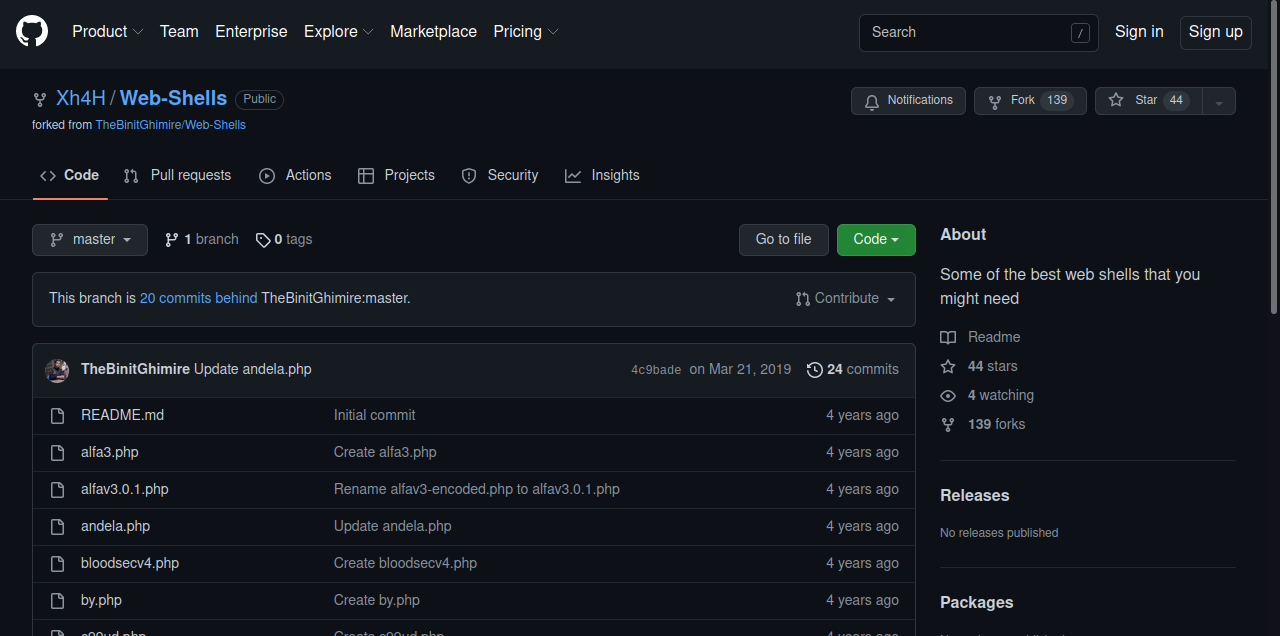 Product Team Enterprise Explore Marketplace Pricing Search / Sign in Sign up
Xh4H / Web-Shells Public Notifications Fork 139 Star 44
forked from TheBinitGhimire/Web-Shells
Code Pull requests Actions Projects Security Insights
master 1 branch 0 tags Go to file Code
This branch is 20 commits behind TheBinitGhimire:master. Contribute
TheBinitGhimire Update andela.php 4c9bade on Mar 21, 2019 24 commits
README.md Initial commit 4 years ago
alfa3.php Create alfa3.php 4 years ago
alfav3.0.1.php Rename alfav3-encoded.php to alfav3.0.1.php 4 years ago
andela.php Update andela.php 4 years ago
bloodsecv4.php Create bloodsecv4.php 4 years ago
by.php Create by.php 4 years ago
About
Some of the best web shells that you
might need
Readme
44 stars
4 watching
139 forks
Releases
No releases published
Packages